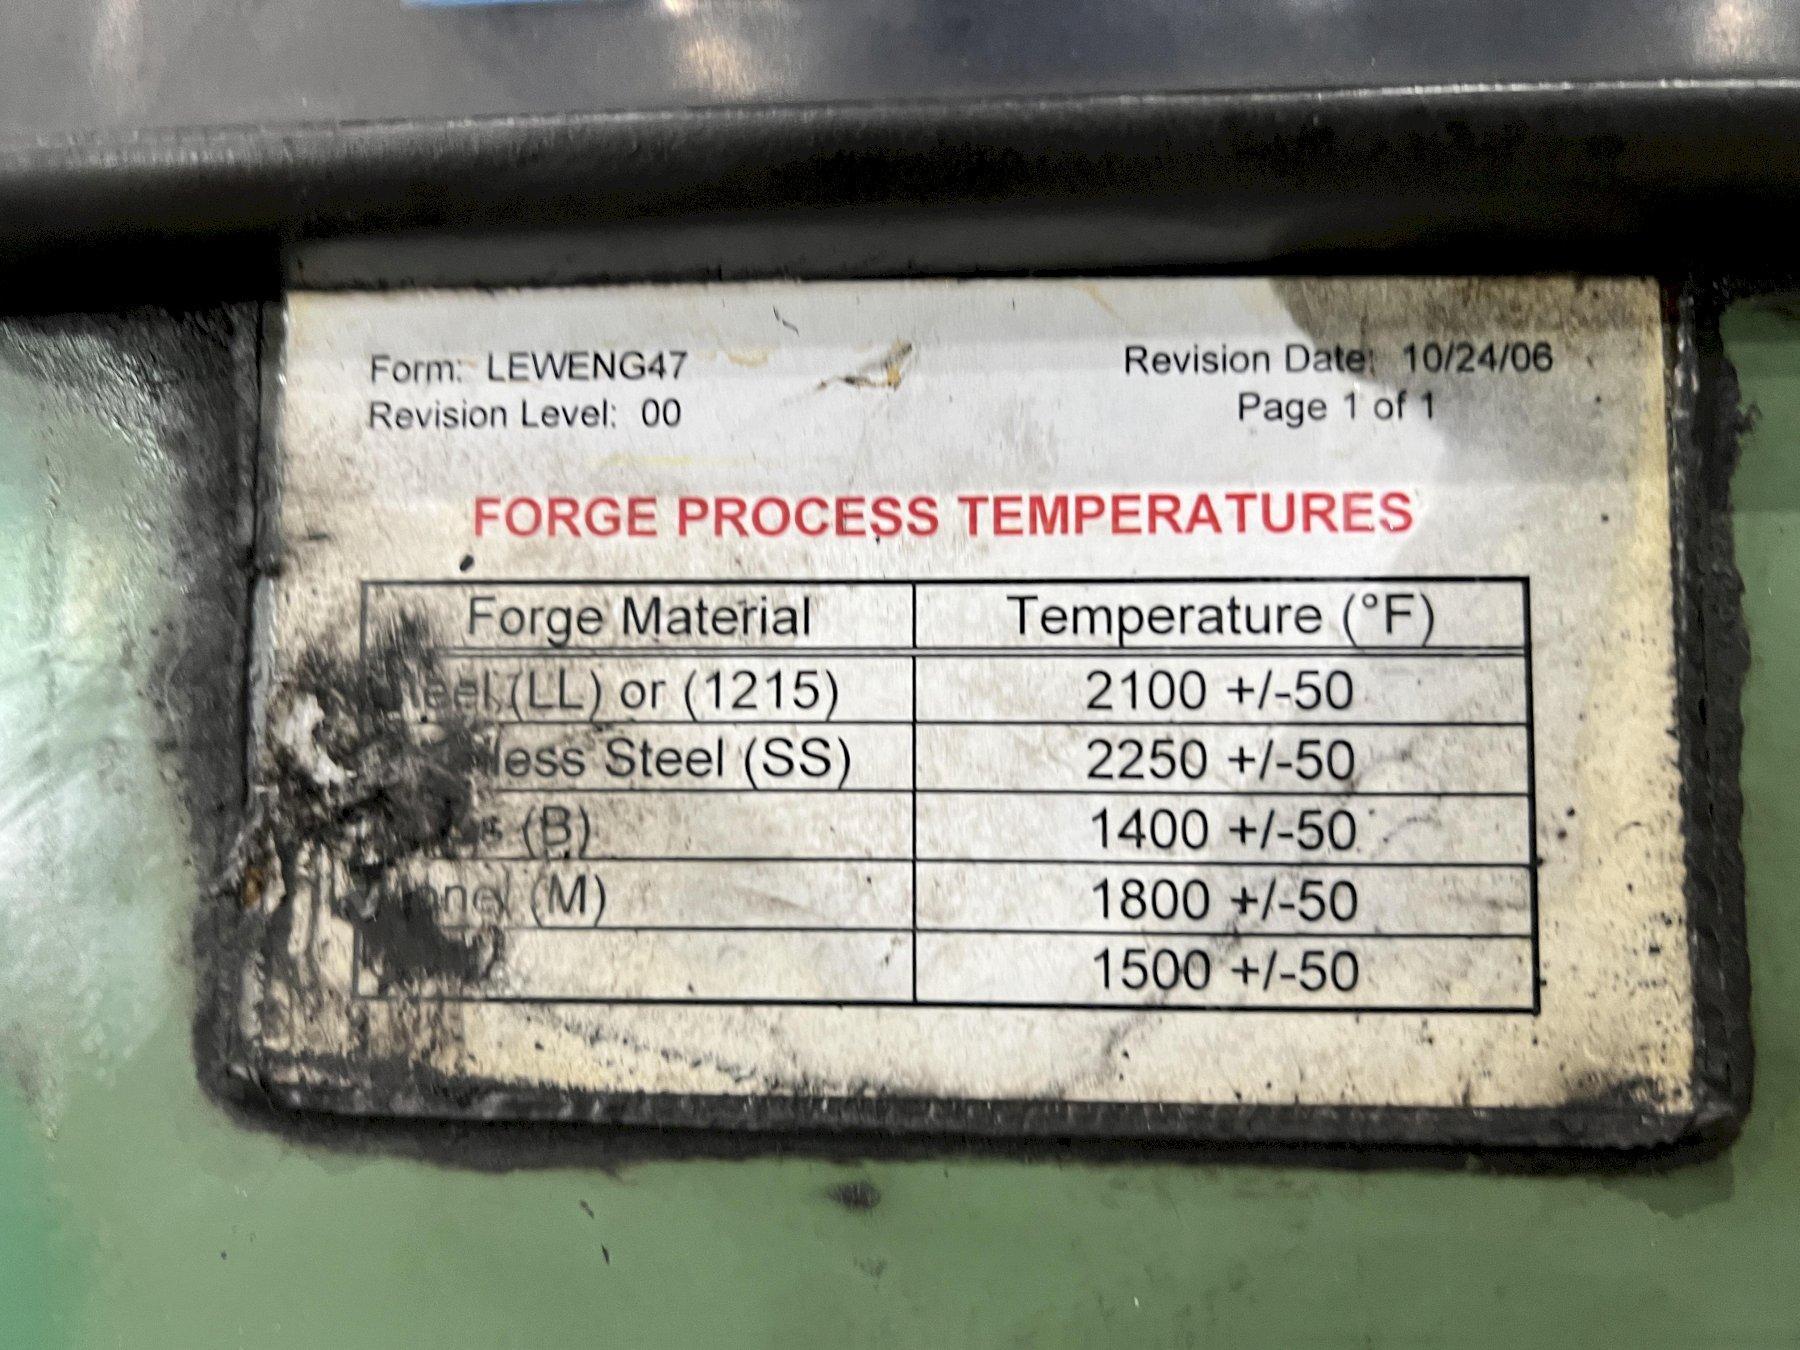 Form: LEWENG47 Revision Date: 10/24/06
Revision Level: 00 Page 1 of 1
FORGE PROCESS TEMPERATURES
Forge Material Temperature (°F)
(LL) or (1215) 2100 +/-50
Steel (SS) 2250 +/-50
(B) 1400 +/-50
(M) 1800 +/-50
1500 +/-50